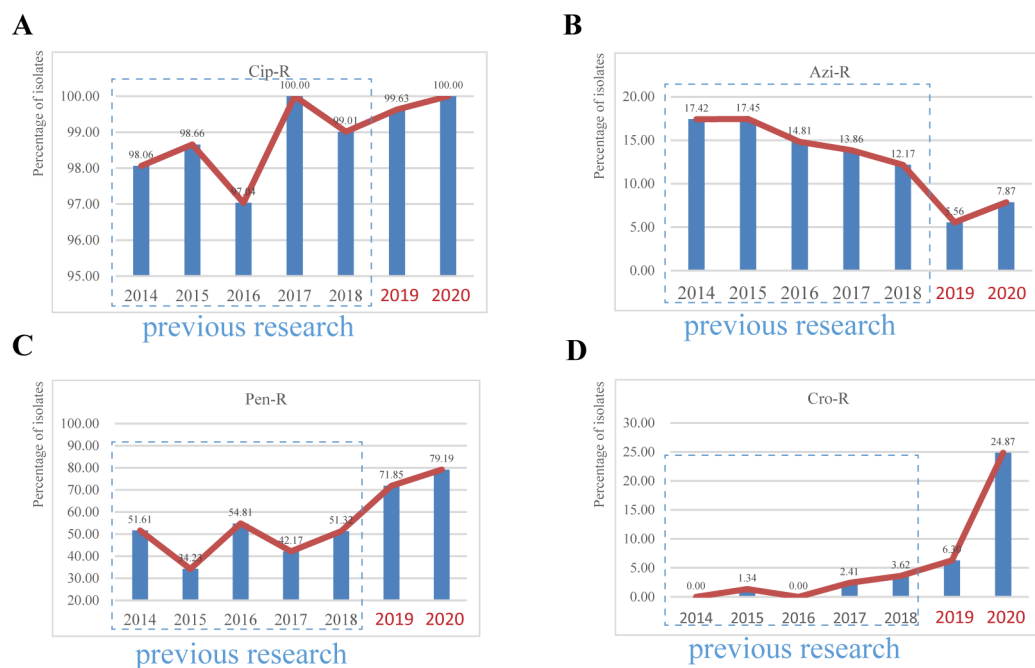 A
Cip-R
Percentage of isolates
100.00
99.00
98.00
97.00
96.00
95.00
98.06
98.66
97.04
100.00
99.01
99.63
100.00
2014 2015 2016 2017 2018 2019 2020
previous research
B
Azi-R
Percentage of isolates
20.00
15.00
10.00
5.00
0.00
17.42
17.45
14.81
13.86
12.17
5.56
7.87
2014 2015 2016 2017 2018 2019 2020
previous research
C
Pen-R
Percentage of isolates
100.00
90.00
80.00
70.00
60.00
50.00
40.00
30.00
20.00
51.61
34.23
54.81
42.17
51.32
71.85
79.19
2014 2015 2016 2017 2018 2019 2020
previous research
D
Cro-R
Percentage of isolates
30.00
25.00
20.00
15.00
10.00
5.00
0.00
0.00
1.34
0.00
2.41
3.62
6.30
24.87
2014 2015 2016 2017 2018 2019 2020
previous research